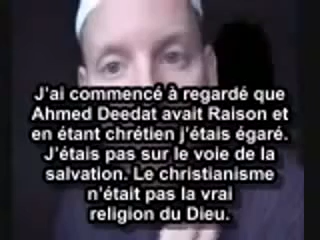 J'ai commencé à regardé que
Ahmed Deedat avait Raison et
en étant chrétien j'étais égaré.
J'étais pas sur le voie de la
salvation. Le christianisme
n'était pas la vrai
religion du Dieu.